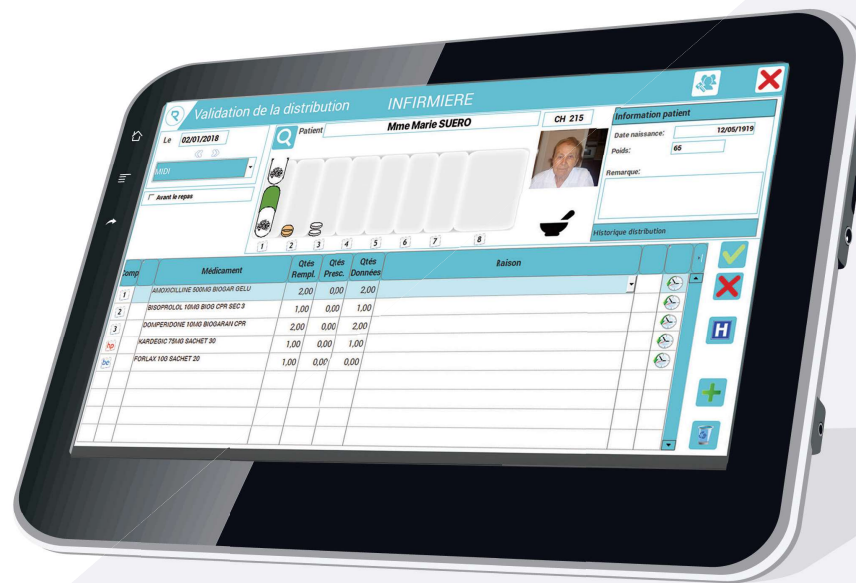 Validation de la distribution INFIRMIERE
Le 02/01/2018
Patient Mme Marie SUERO CH 215
Information patient
Date naissance: 12/05/1919
Poids: 65
Remarque:
MIDI
Avant le repas
1 2 3 4 5 6 7 8
Historique distribution
Comp Médicament Qtés Rempl. Qtés Presc. Qtés Données Raison
1 AMOXICILLINE 500MG BIOGAR GELU 2,00 0,00 2,00
2 BISOPROLOL 10MG BIOG CPR SEC 3 1,00 0,00 1,00
3 DOMPERIDONE 10MG BIOGARAN CPR 2,00 0,00 2,00
hp KARDEGIC 75MG SACHET 30 1,00 0,00 1,00
be FORLAX 10G SACHET 20 1,00 0,00 0,00
H